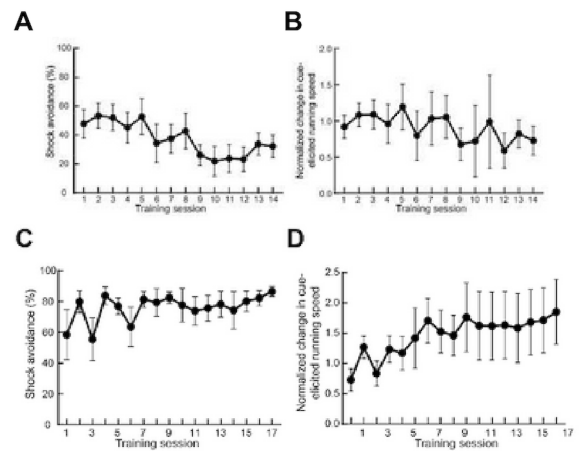 A
Shock avoidance (%)
100
80
60
40
20
0
1 2 3 4 5 6 7 8 9 10 11 12 13 14
Training session
B
Normalized change in cue-
elicited running speed
2.0
1.5
1.0
0.5
0.0
1 2 3 4 5 6 7 8 9 10 11 12 13 14
Training session
C
Shock avoidance (%)
100
80
60
80
20
0
1 3 5 7 9 11 13 15 17
Training session
D
Normalized change in cue-
elicited running speed
2.5
2.0
1.5
1.0
0.5
0.0
1 3 5 7 9 11 13 15 17
Training session